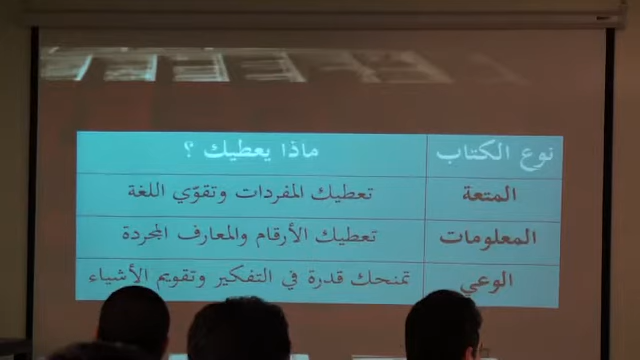 نوع الكتاب ماذا يعطيك ؟
المتعة تعطيك المفردات وتقوّي اللغة
المعلومات تعطيك الأرقام والمعارف المجردة
الوعي تمنحك قدرة في التفكير وتقويم الأشياء